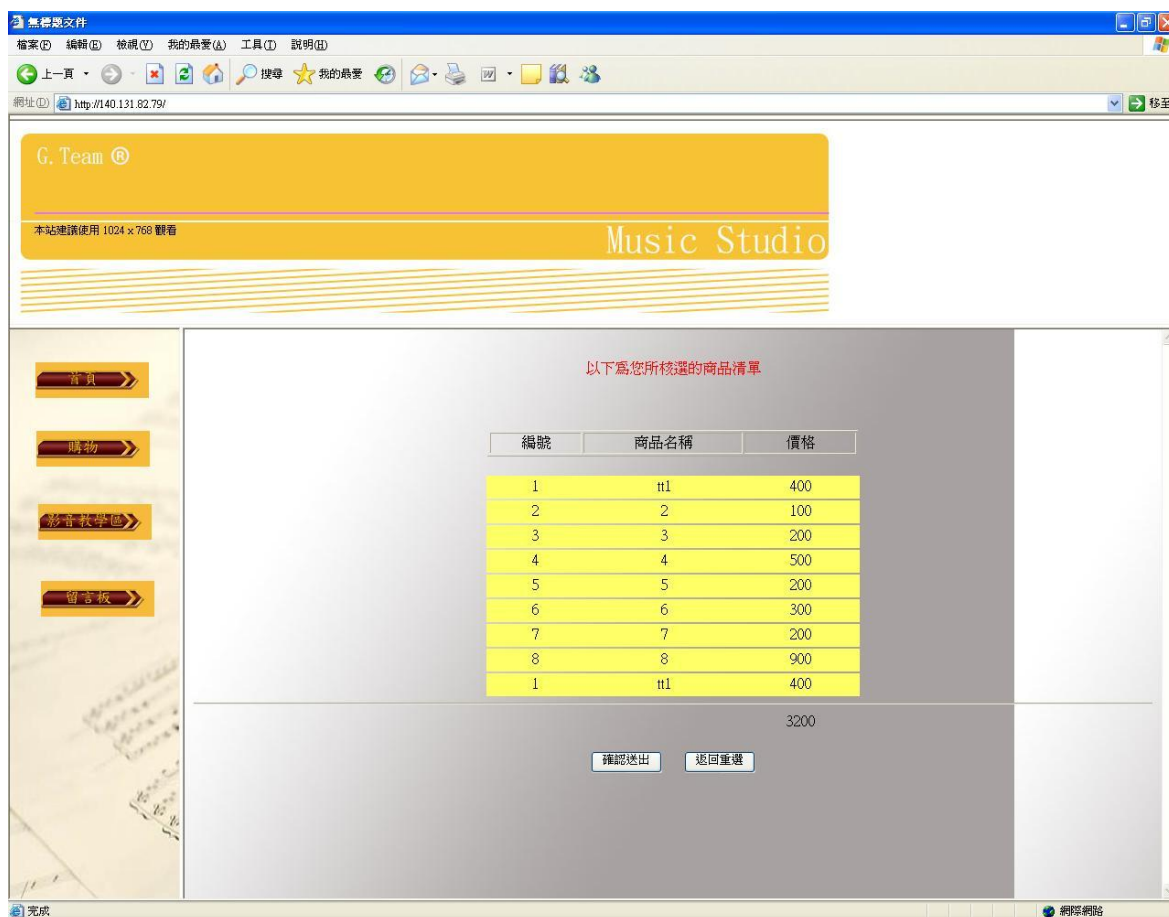 無標題文件
檔案(F) 編輯(E) 檢視(V) 我的最愛(A) 工具(T) 說明(H)
上一頁 搜尋 我的最愛
網址(D) http://140.131.82.79/ 移至
G. Team ®
本站建議使用 1024 x 768 觀看
Music Studio
首頁
購物
影音教學區
留言板
以下為您所核選的商品清單
編號 商品名稱 價格
1 tt1 400
2 2 100
3 3 200
4 4 500
5 5 200
6 6 300
7 7 200
8 8 900
1 tt1 400
3200
確認送出 返回重選
完成 網際網路